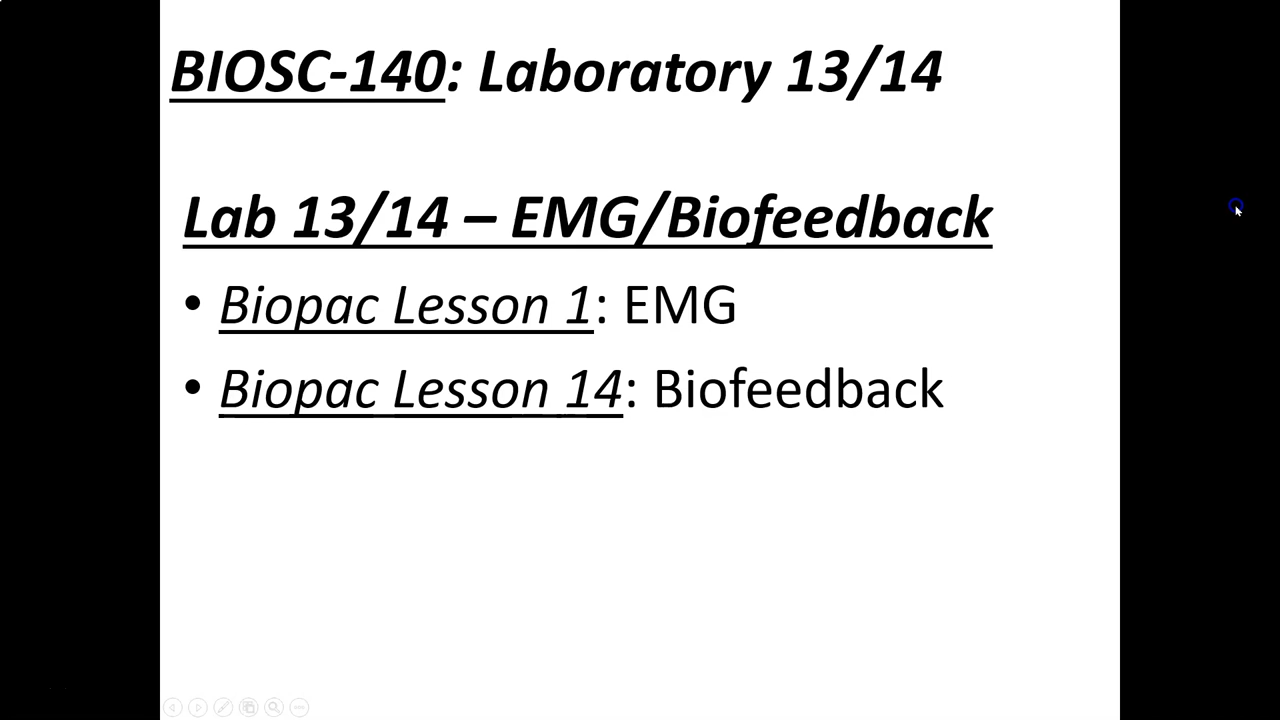 BIOSC-140: Laboratory 13/14
Lab 13/14 – EMG/Biofeedback
• Biopac Lesson 1: EMG
• Biopac Lesson 14: Biofeedback